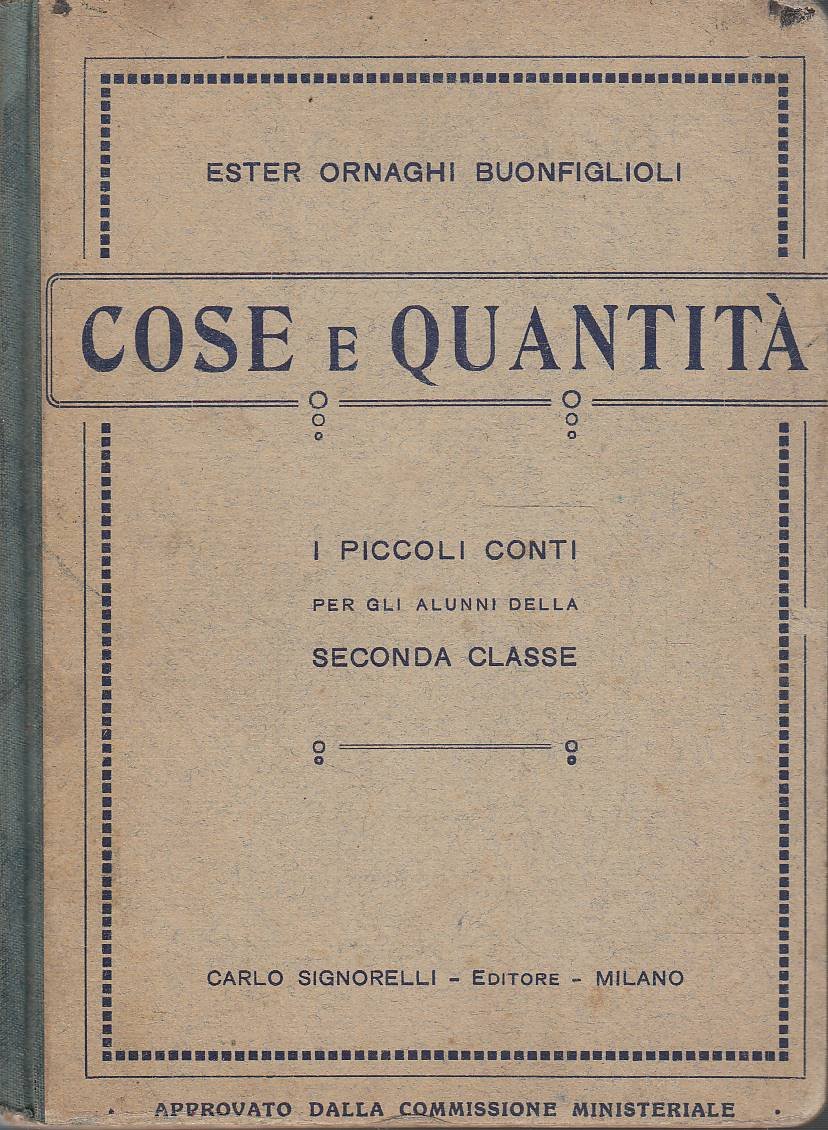 ESTER ORNAGHI BUONFIGLIOLI
COSE E QUANTITÀ
I PICCOLI CONTI
PER GLI ALUNNI DELLA
SECONDA CLASSE
CARLO SIGNORELLI - EDITORE - MILANO
· APPROVATO DALLA COMMISSIONE MINISTERIALE ·